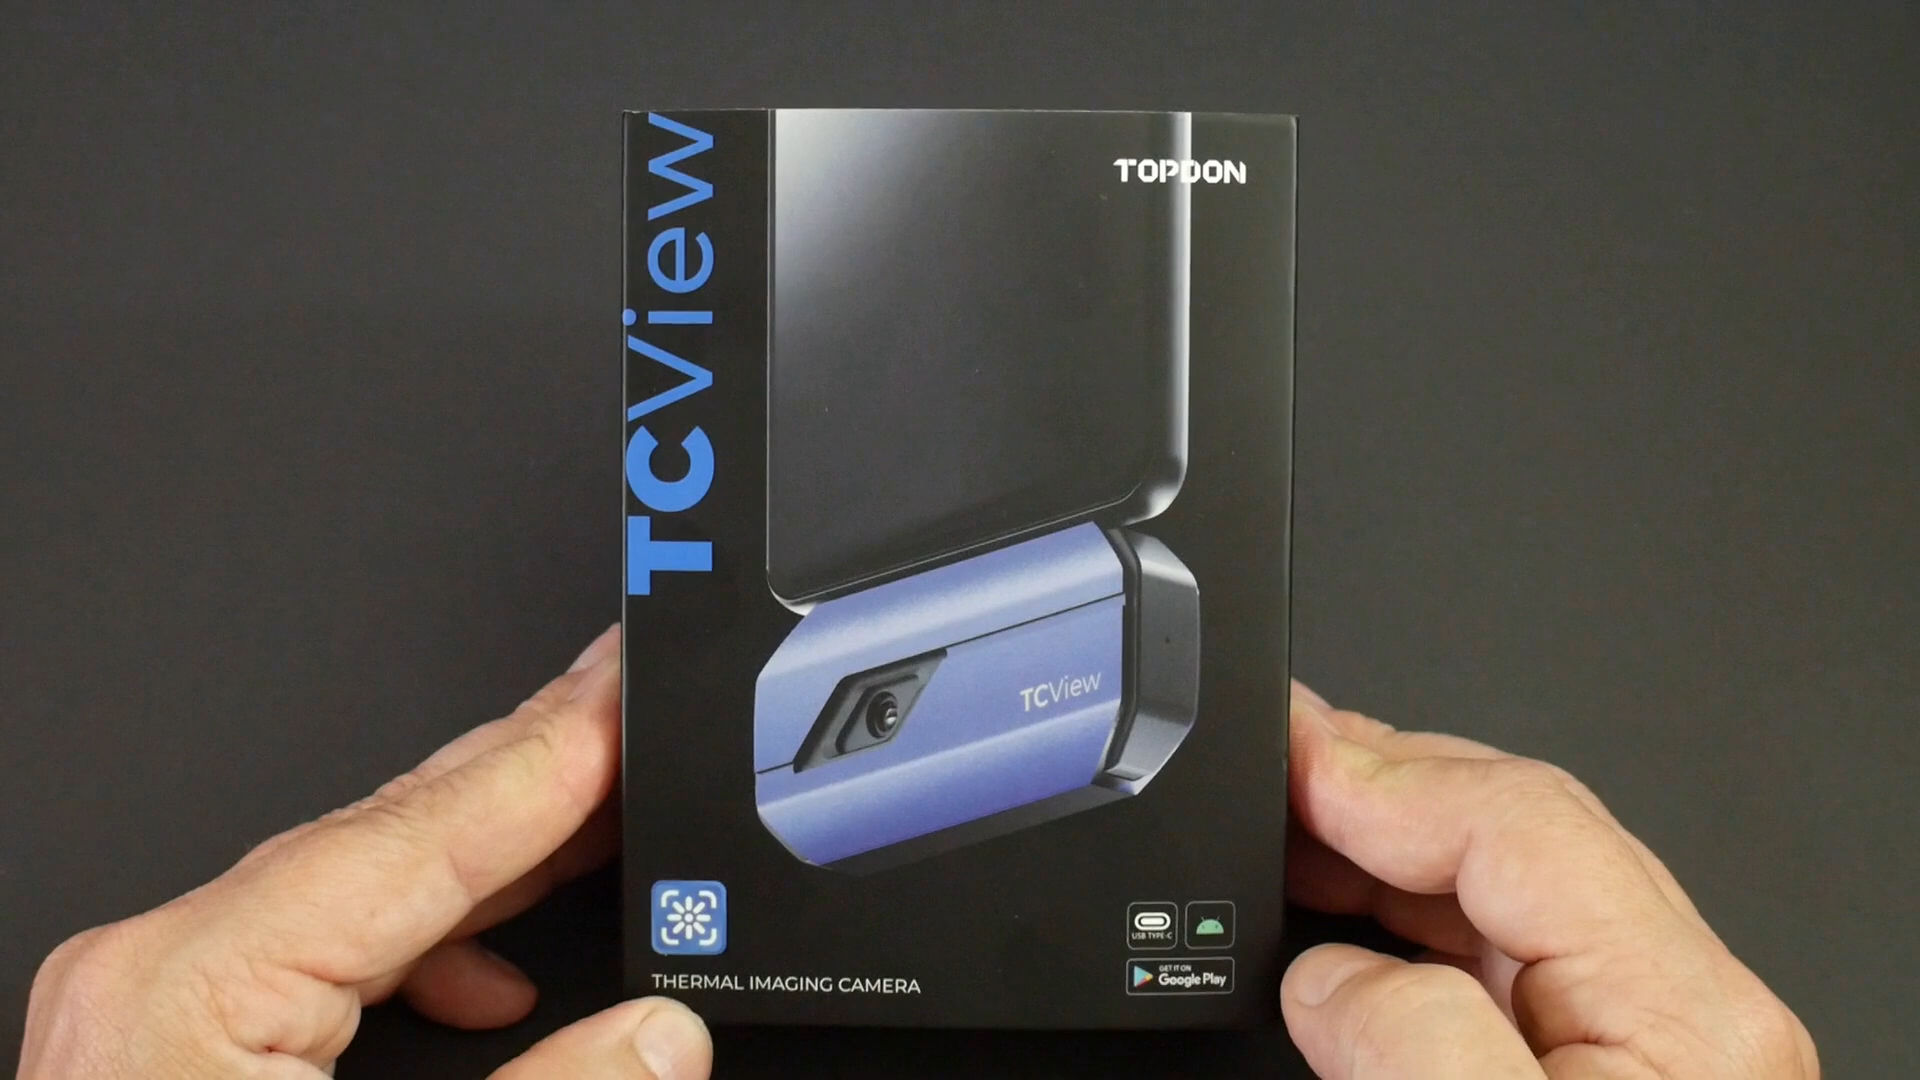 TCView
TOPDON
TCView
THERMAL IMAGING CAMERA
USB TYPE-C
GET IT ON
Google Play